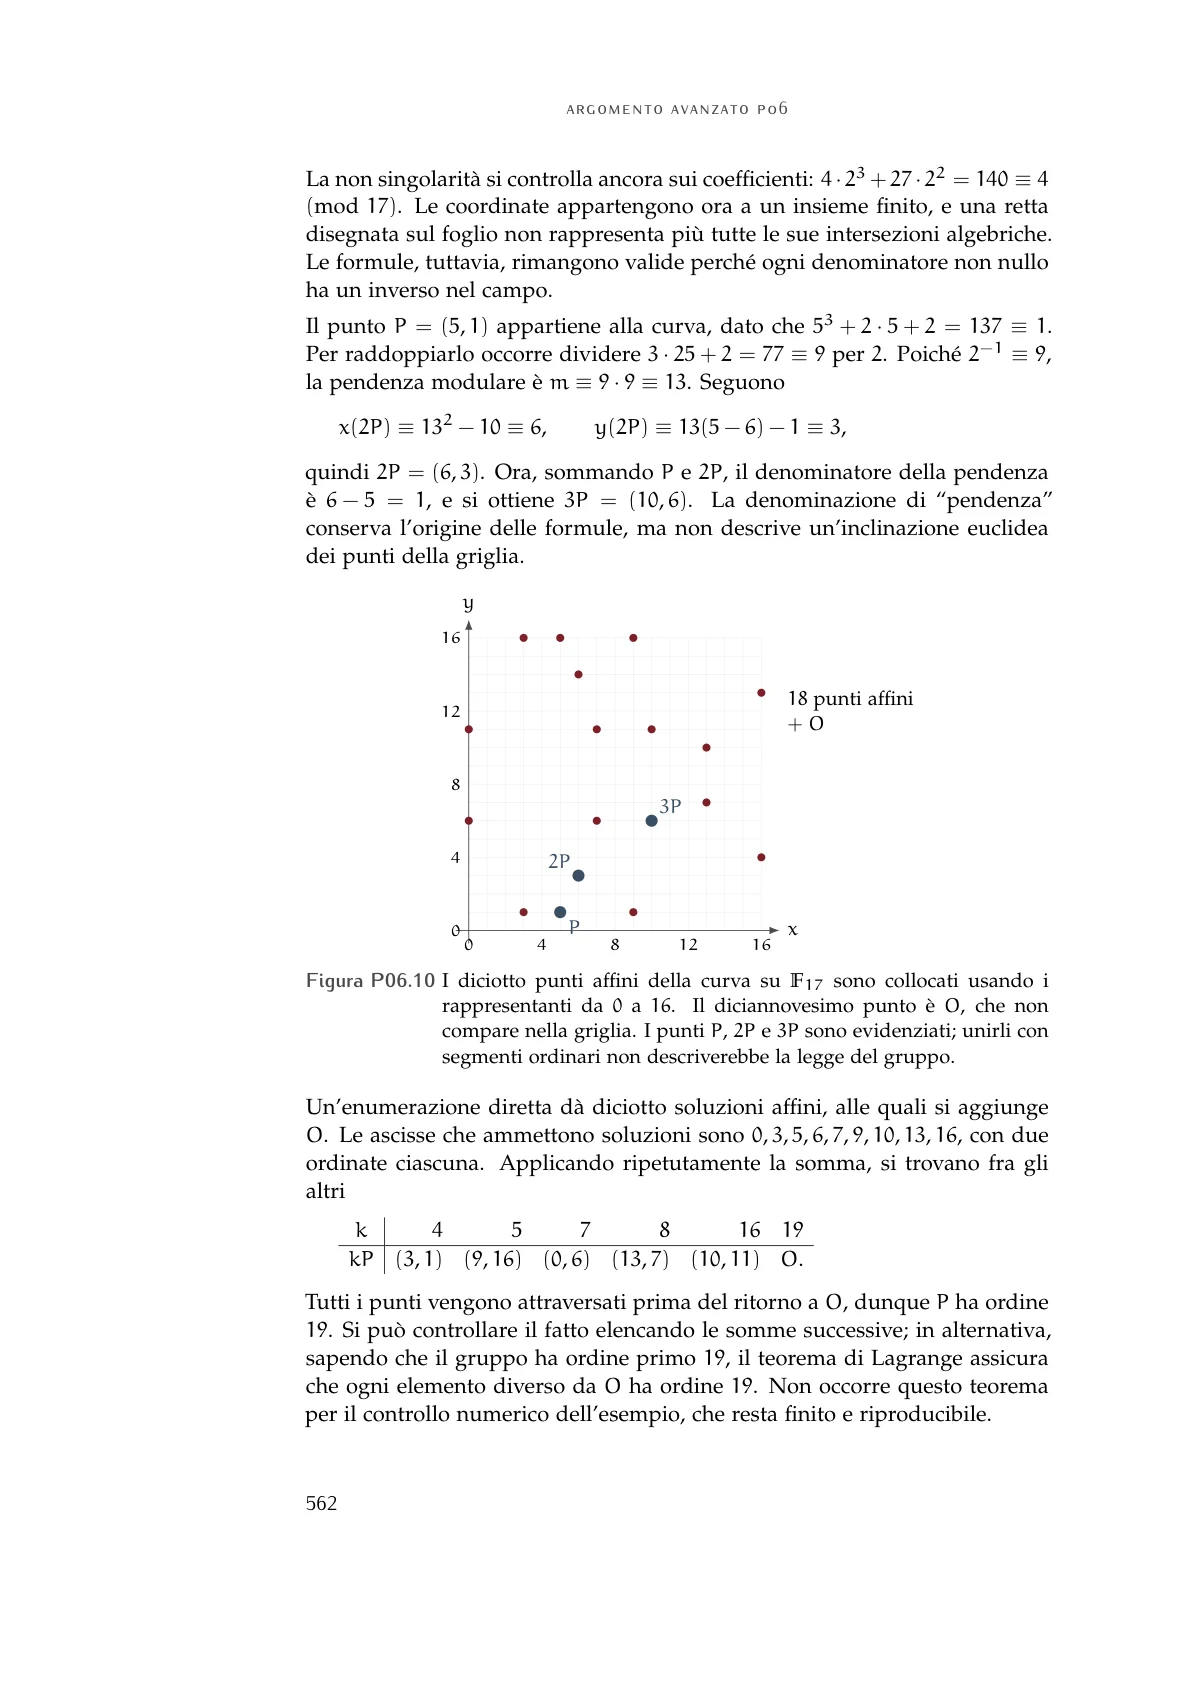 ARGOMENTO AVANZATO P06
La non singolarità si controlla ancora sui coefficienti: 4 · 2³ + 27 · 2² = 140 ≡ 4
(mod 17). Le coordinate appartengono ora a un insieme finito, e una retta
disegnata sul foglio non rappresenta più tutte le sue intersezioni algebriche.
Le formule, tuttavia, rimangono valide perché ogni denominatore non nullo
ha un inverso nel campo.
Il punto P = (5, 1) appartiene alla curva, dato che 5³ + 2 · 5 + 2 = 137 ≡ 1.
Per raddoppiarlo occorre dividere 3 · 25 + 2 = 77 ≡ 9 per 2. Poiché 2⁻¹ ≡ 9,
la pendenza modulare è m ≡ 9 · 9 ≡ 13. Seguono
x(2P) ≡ 13² − 10 ≡ 6, y(2P) ≡ 13(5 − 6) − 1 ≡ 3,
quindi 2P = (6, 3). Ora, sommando P e 2P, il denominatore della pendenza
è 6 − 5 = 1, e si ottiene 3P = (10, 6). La denominazione di “pendenza”
conserva l’origine delle formule, ma non descrive un’inclinazione euclidea
dei punti della griglia.
y
16
12
8
4
0
0 4 8 12 16 x
P
2P
3P
18 punti affini
+ O
Figura P06.10 I diciotto punti affini della curva su 𝔽₁₇ sono collocati usando i
rappresentanti da 0 a 16. Il diciannovesimo punto è O, che non
compare nella griglia. I punti P, 2P e 3P sono evidenziati; unirli con
segmenti ordinari non descriverebbe la legge del gruppo.
Un’enumerazione diretta dà diciotto soluzioni affini, alle quali si aggiunge
O. Le ascisse che ammettono soluzioni sono 0, 3, 5, 6, 7, 9, 10, 13, 16, con due
ordinate ciascuna. Applicando ripetutamente la somma, si trovano fra gli
altri
k 4 5 7 8 16 19
kP (3, 1) (9, 16) (0, 6) (13, 7) (10, 11) O.
Tutti i punti vengono attraversati prima del ritorno a O, dunque P ha ordine
19. Si può controllare il fatto elencando le somme successive; in alternativa,
sapendo che il gruppo ha ordine primo 19, il teorema di Lagrange assicura
che ogni elemento diverso da O ha ordine 19. Non occorre questo teorema
per il controllo numerico dell’esempio, che resta finito e riproducibile.
562